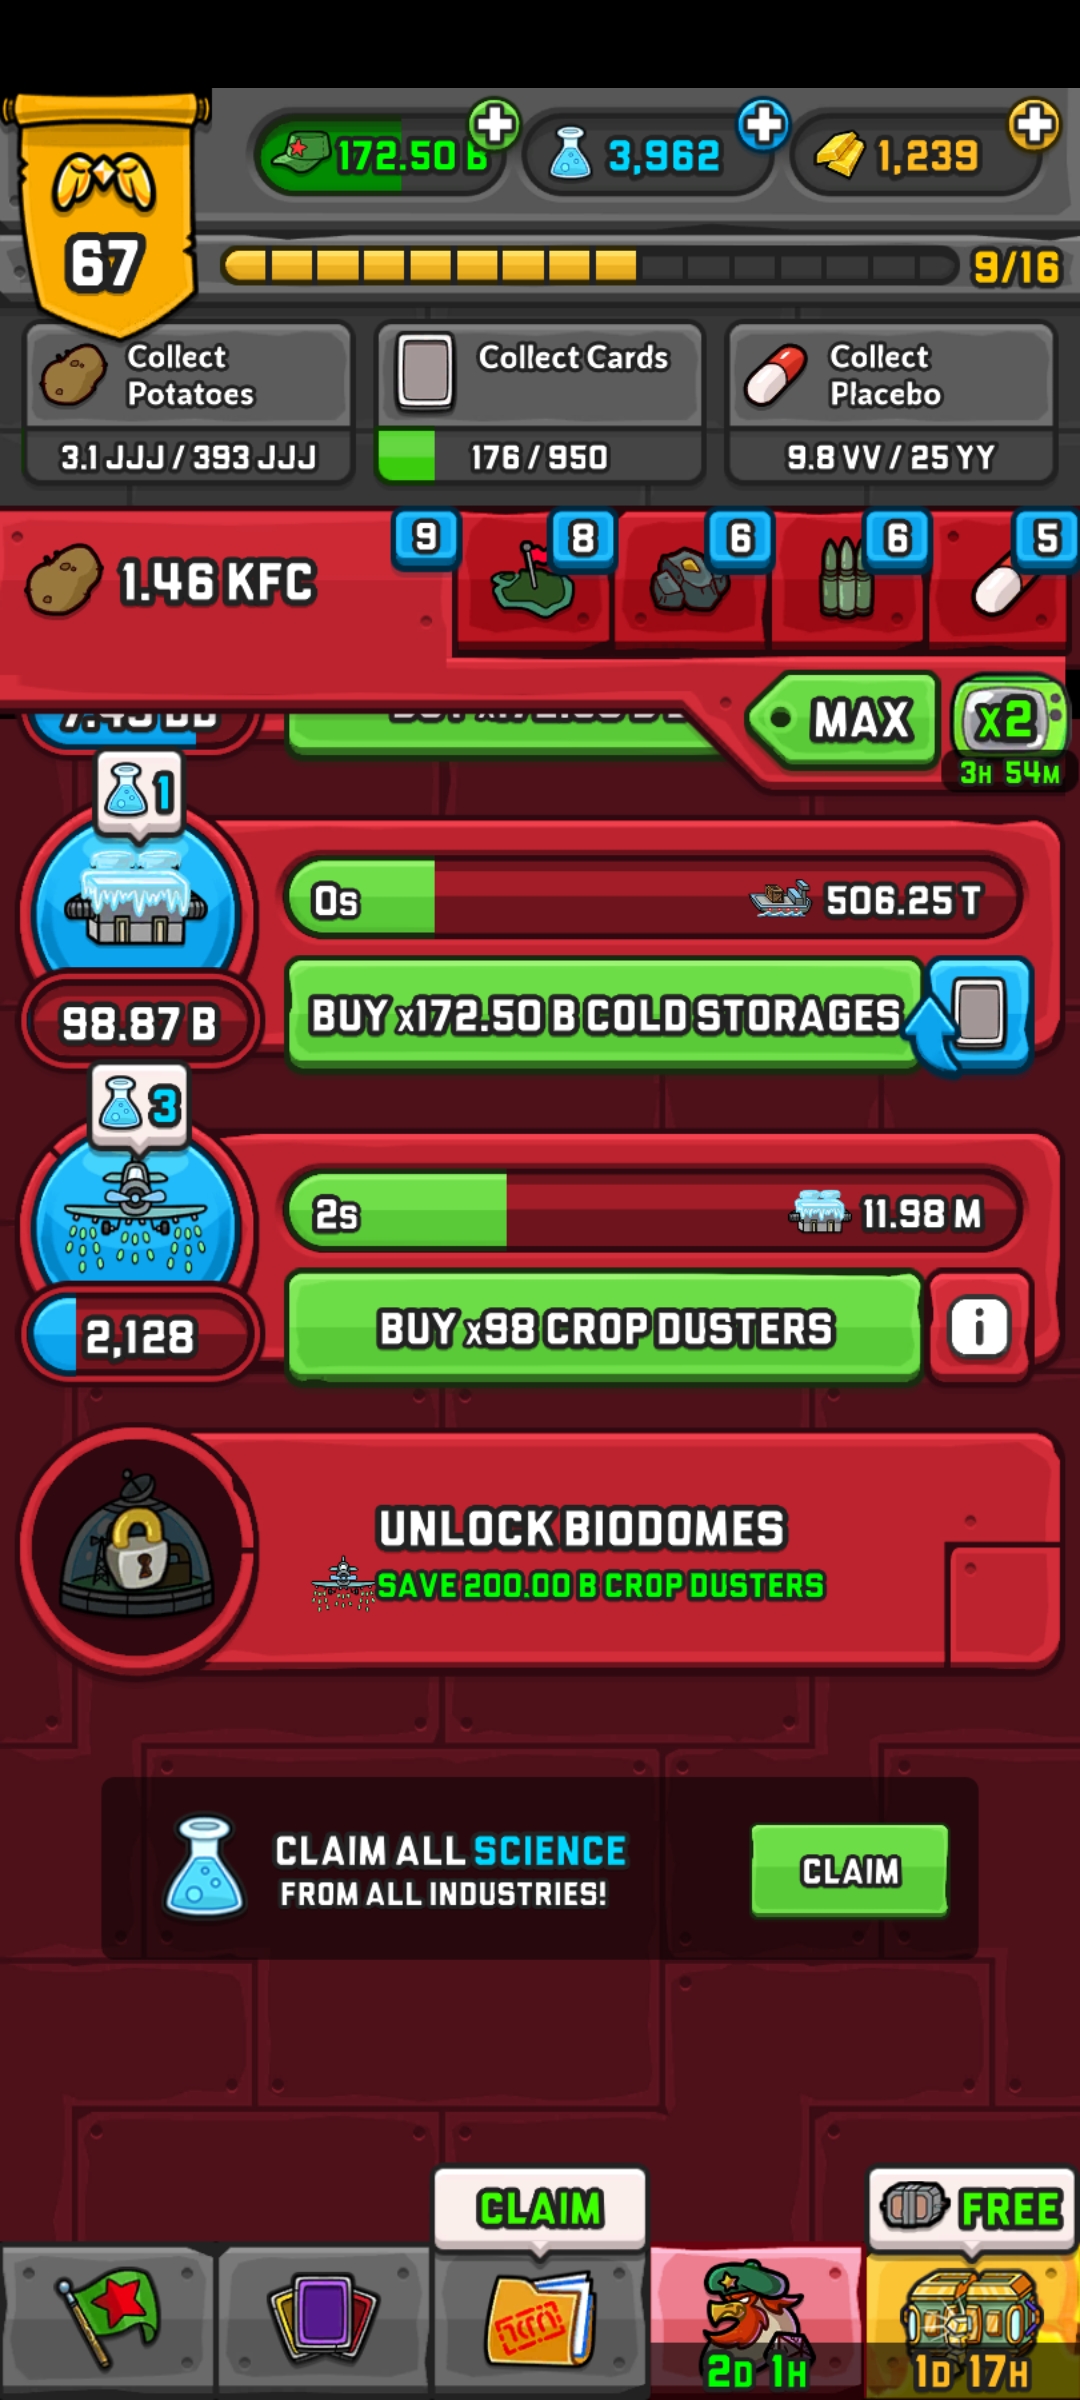 172.50 B
3,962
1,239
67
9/16
Collect
Potatoes
3.1 JJJ / 393 JJJ
Collect Cards
176 / 950
Collect
Placebo
9.8 VV / 25 YY
1.46 KFC
9
8
6
6
5
MAX
x2
3H 54M
1
0s
506.25 T
98.87 B
BUY x172.50 B COLD STORAGES
3
2s
11.98 M
2,128
BUY x98 CROP DUSTERS
i
UNLOCK BIODOMES
SAVE 200.00 B CROP DUSTERS
CLAIM ALL SCIENCE
FROM ALL INDUSTRIES!
CLAIM
CLAIM
FREE
2D 1H
1D 17H